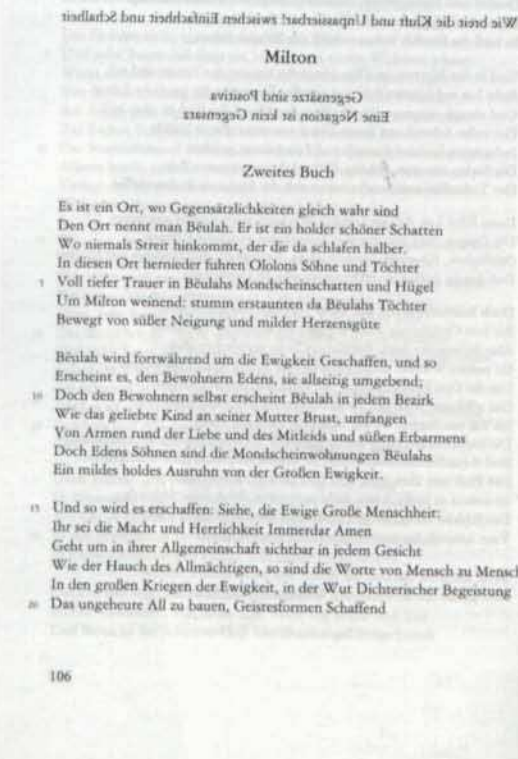 Wie breit die Kluft und Unpassierbar! zwischen Einfachheit und Schalheit
Milton
Gegensätze sind Positiva
Eine Negation ist kein Gegensatz
Zweites Buch
Es ist ein Ort, wo Gegensätzlichkeiten gleich wahr sind
Den Ort nennt man Bëulah. Er ist ein holder schöner Schatten
Wo niemals Streit hinkommt, der die da schlafen halber.
In diesen Ort hernieder fuhren Ololons Söhne und Töchter
5 Voll tiefer Trauer in Bëulahs Mondscheinschatten und Hügel
Um Milton weinend: stumm erstaunten da Bëulahs Töchter
Bewegt von süßer Neigung und milder Herzensgüte
Bëulah wird fortwährend um die Ewigkeit Geschaffen, und so
Erscheint es, den Bewohnern Edens, sie allseitig umgebend;
10 Doch den Bewohnern selbst erscheint Bëulah in jedem Bezirk
Wie das geliebte Kind an seiner Mutter Brust, umfangen
Von Armen rund der Liebe und des Mitleids und süßen Erbarmens
Doch Edens Söhnen sind die Mondscheinwohnungen Bëulahs
Ein mildes holdes Ausruhn von der Großen Ewigkeit.
15 Und so wird es erschaffen: Siehe, die Ewige Große Menschheit;
Ihr sei die Macht und Herrlichkeit Immerdar Amen
Geht um in ihrer Allgemeinschaft sichtbar in jedem Gesicht
Wie der Hauch des Allmächtigen, so sind die Worte von Mensch zu Mensch
In den großen Kriegen der Ewigkeit, in der Wut Dichterischer Begeistung
20 Das ungeheure All zu bauen, Geistesformen Schaffend
106